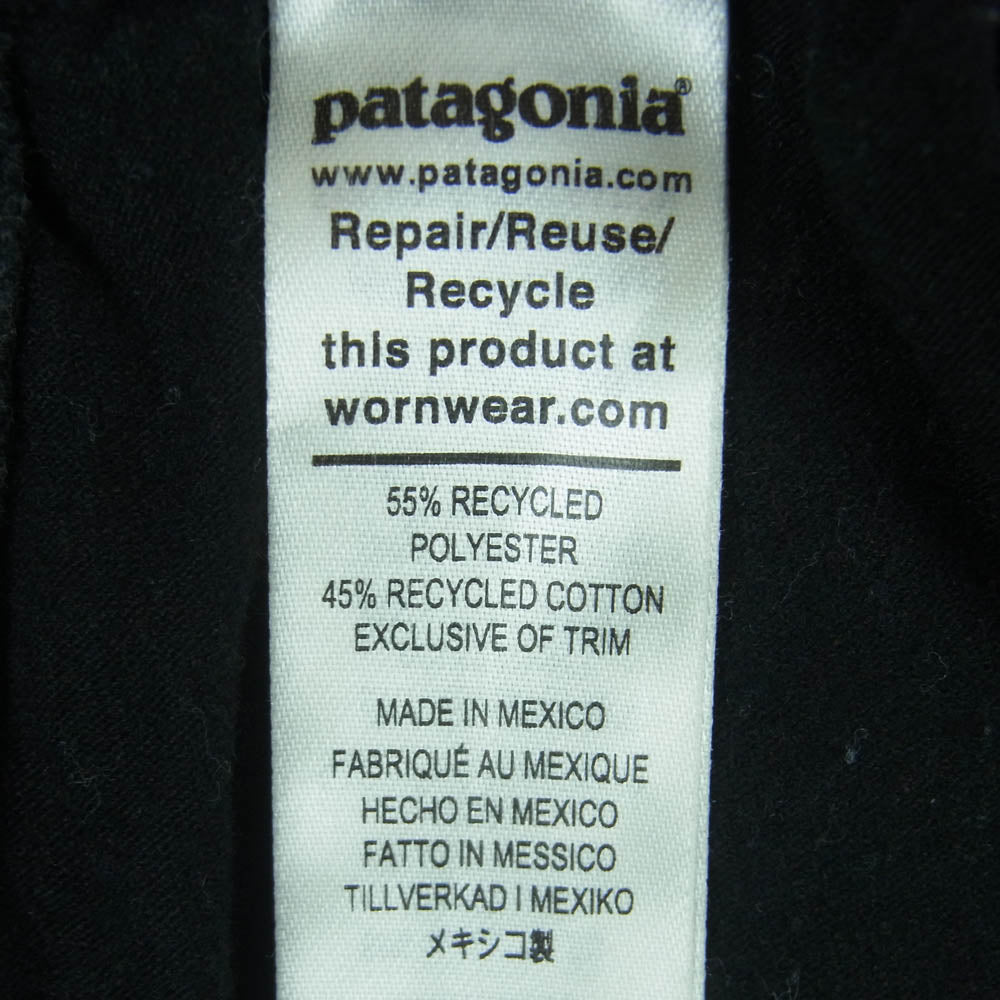 patagonia®
www.patagonia.com
Repair/Reuse/
Recycle
this product at
wornwear.com
55% RECYCLED
POLYESTER
45% RECYCLED COTTON
EXCLUSIVE OF TRIM
MADE IN MEXICO
FABRIQUÉ AU MEXIQUE
HECHO EN MEXICO
FATTO IN MESSICO
TILLVERKAD I MEXIKO
メキシコ製